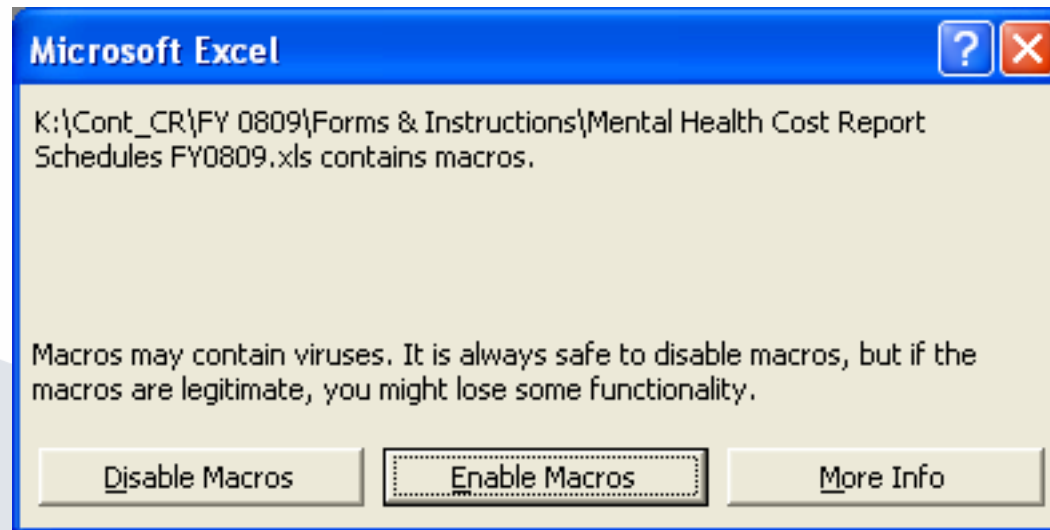 Microsoft Excel
K:\Cont_CR\FY 0809\Forms & Instructions\Mental Health Cost Report
Schedules FY0809.xls contains macros.
Macros may contain viruses. It is always safe to disable macros, but if the
macros are legitimate, you might lose some functionality.
Disable Macros Enable Macros More Info